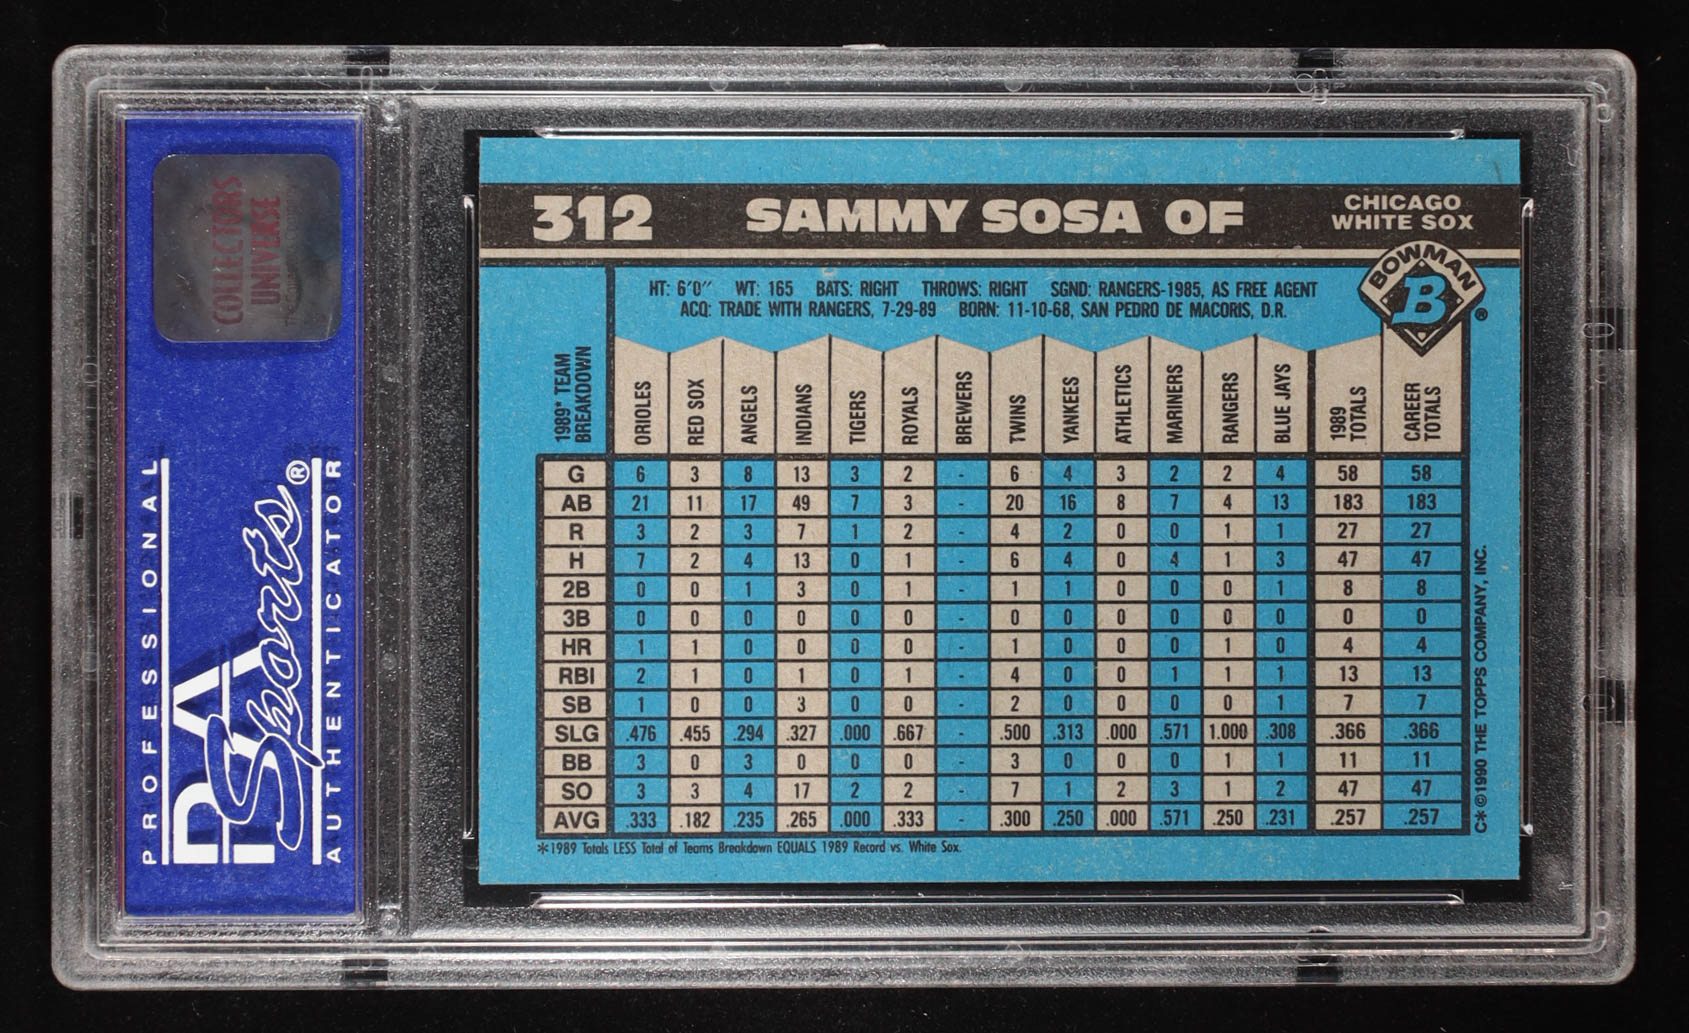 COLLECTORS
UNIVERSE
PROFESSIONAL
PSA
Sports®
AUTHENTICATOR
312 SAMMY SOSA OF CHICAGO
WHITE SOX
BOWMAN
B ®
HT: 6'0" WT: 165 BATS: RIGHT THROWS: RIGHT SGND: RANGERS-1985, AS FREE AGENT
ACQ: TRADE WITH RANGERS, 7-29-89 BORN: 11-10-68, SAN PEDRO DE MACORIS, D.R.
1989* TEAM BREAKDOWN ORIOLES RED SOX ANGELS INDIANS TIGERS ROYALS BREWERS TWINS YANKEES ATHLETICS MARINERS RANGERS BLUE JAYS 1989 TOTALS CAREER TOTALS
G 6 3 8 13 3 2 - 6 4 3 2 2 4 58 58
AB 21 11 17 49 7 3 - 20 16 8 7 4 13 183 183
R 3 2 3 7 1 2 - 4 2 0 0 1 1 27 27
H 7 2 4 13 0 1 - 6 4 0 4 1 3 47 47
2B 0 0 1 3 0 1 - 1 1 0 0 0 1 8 8
3B 0 0 0 0 0 0 - 0 0 0 0 0 0 0 0
HR 1 1 0 0 0 0 - 1 0 0 0 1 0 4 4
RBI 2 1 0 1 0 1 - 4 0 0 1 1 1 13 13
SB 1 0 0 3 0 0 - 2 0 0 0 0 1 7 7
SLG .476 .455 .294 .327 .000 .667 - .500 .313 .000 .571 1.000 .308 .366 .366
BB 3 0 3 0 0 0 - 3 0 0 0 1 1 11 11
SO 3 3 4 17 2 2 - 7 1 2 3 1 2 47 47
AVG .333 .182 .235 .265 .000 .333 - .300 .250 .000 .571 .250 .231 .257 .257
*1989 Totals LESS Total of Teams Breakdown EQUALS 1989 Record vs. White Sox.
C* ©1990 THE TOPPS COMPANY, INC.